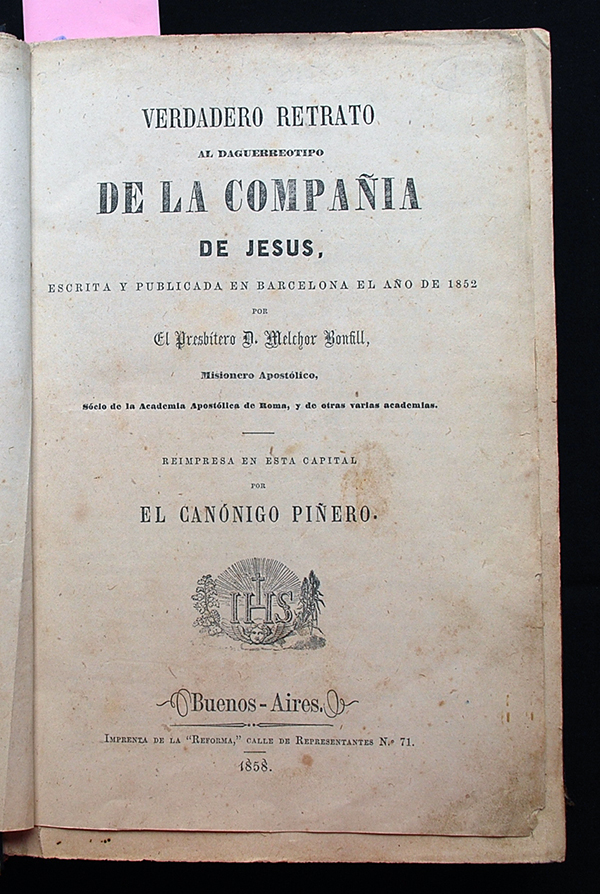 VERDADERO RETRATO
AL DAGUERREOTIPO
DE LA COMPAÑIA
DE JESUS,
ESCRITA Y PUBLICADA EN BARCELONA EL AÑO DE 1852
POR
El Presbítero D. Melchor Bonfill,
Misionero Apostólico,
Sócio de la Academia Apostólica de Roma, y de otras varias academias.
REIMPRESA EN ESTA CAPITAL
POR
EL CANÓNIGO PIÑERO.
IHS
Buenos-Aires.
IMPRENTA DE LA "REFORMA," CALLE DE REPRESENTANTES N.º 71.
1858.